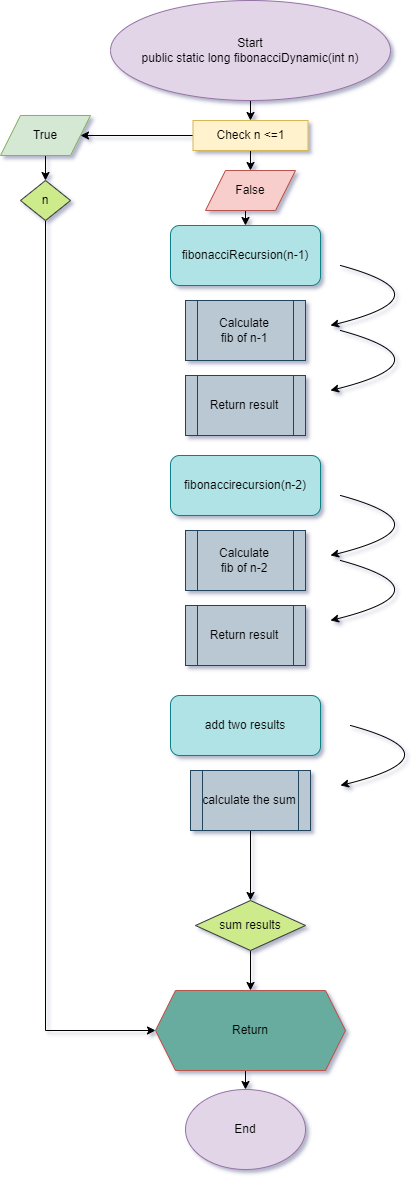 Start
public static long fibonacciDynamic(int n)
True
Check n <=1
False
n
fibonacciRecursion(n-1)
Calculate
fib of n-1
Return result
fibonaccirecursion(n-2)
Calculate
fib of n-2
Return result
add two results
calculate the sum
sum results
Return
End